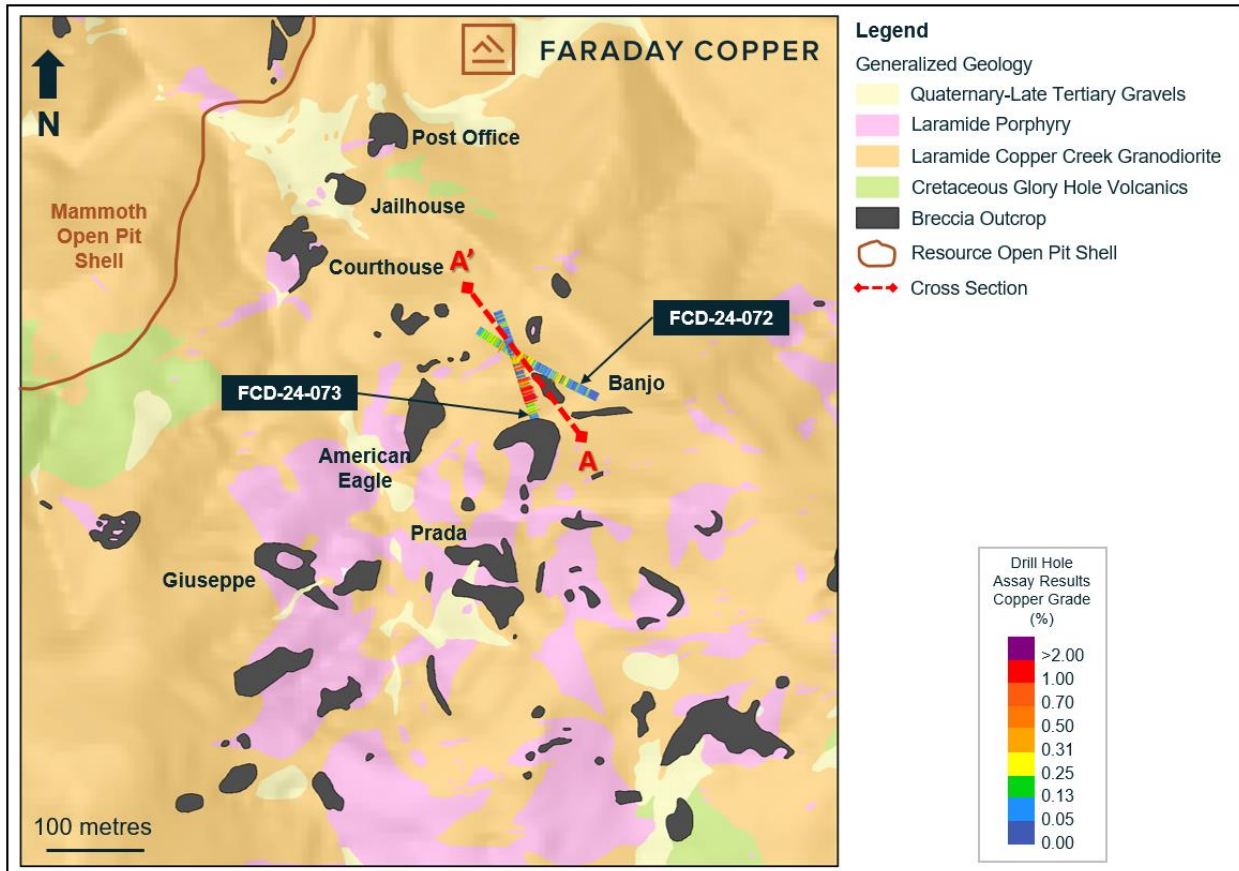 N
FARADAY COPPER
Post Office
Jailhouse
Mammoth
Open Pit
Shell
Courthouse
A'
FCD-24-072
FCD-24-073
Banjo
American
Eagle
A
Prada
Giuseppe
100 metres
Legend
Generalized Geology
Quaternary-Late Tertiary Gravels
Laramide Porphyry
Laramide Copper Creek Granodiorite
Cretaceous Glory Hole Volcanics
Breccia Outcrop
Resource Open Pit Shell
Cross Section
Drill Hole
Assay Results
Copper Grade
(%)
>2.00
1.00
0.70
0.50
0.31
0.25
0.13
0.05
0.00